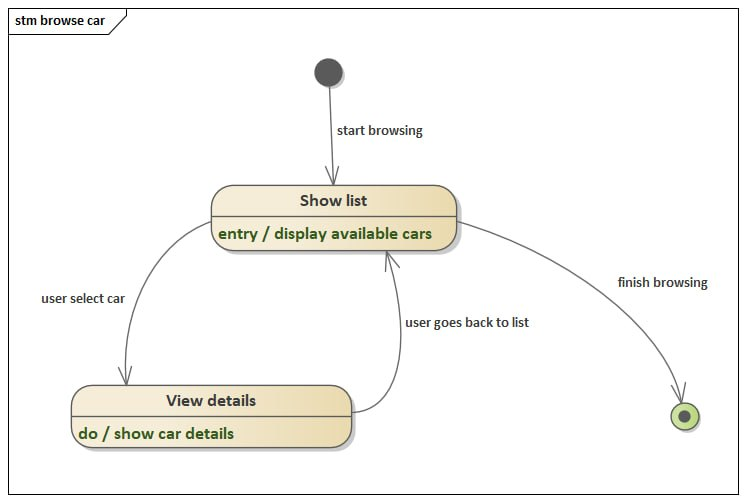 stm browse car
start browsing
Show list
entry / display available cars
finish browsing
user select car
user goes back to list
View details
do / show car details